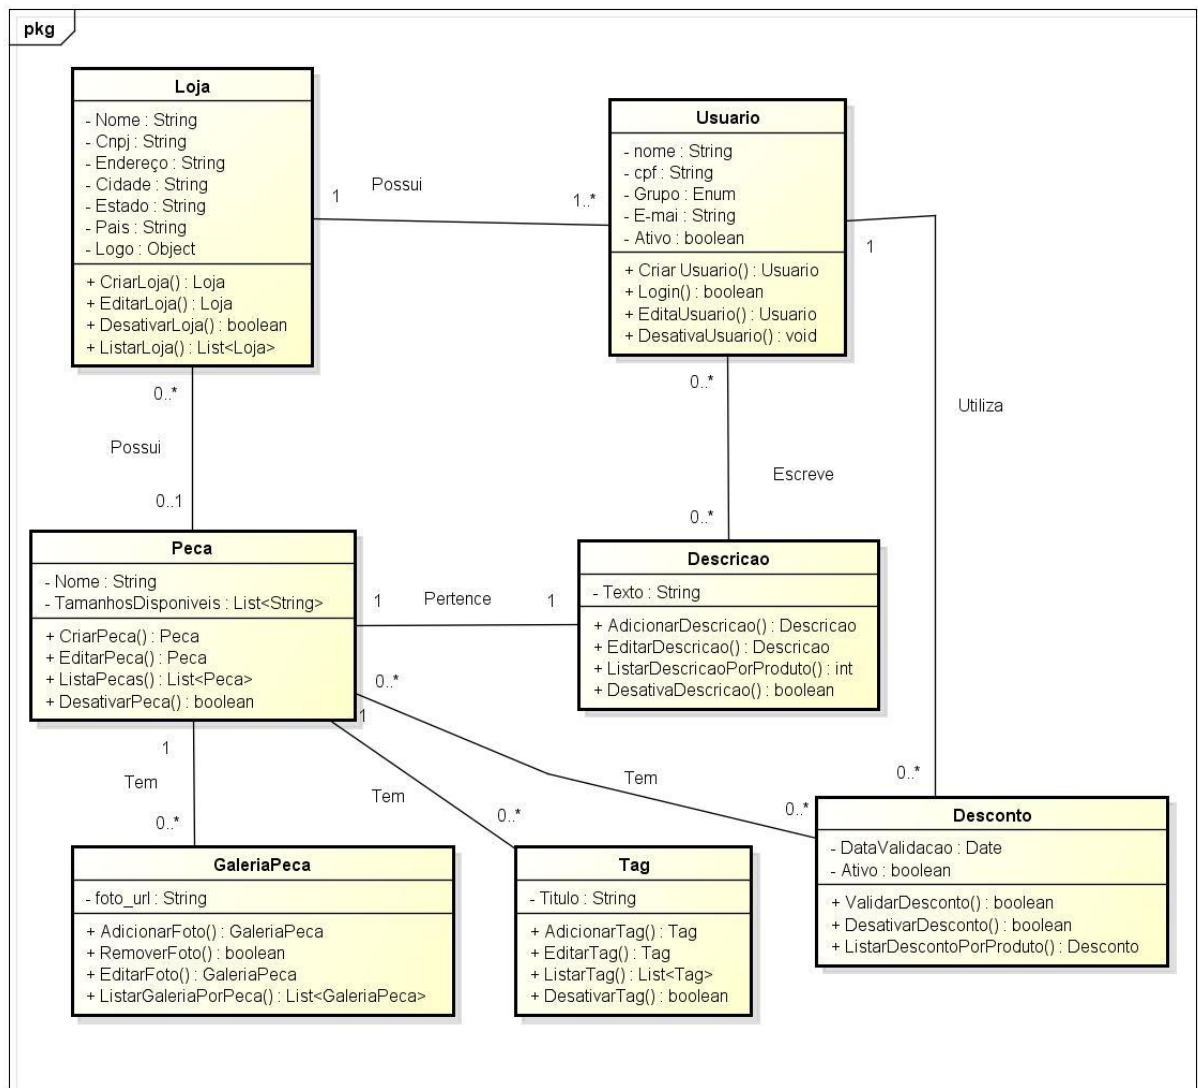 pkg
Loja
- Nome : String
- Cnpj : String
- Endereço : String
- Cidade : String
- Estado : String
- Pais : String
- Logo : Object
+ CriarLoja() : Loja
+ EditarLoja() : Loja
+ DesativarLoja() : boolean
+ ListarLoja() : List<Loja>
1
Possui
1..*
Usuario
- nome : String
- cpf : String
- Grupo : Enum
- E-mai : String
- Ativo : boolean
+ Criar Usuario() : Usuario
+ Login() : boolean
+ EditaUsuario() : Usuario
+ DesativaUsuario() : void
1
Utiliza
0..*
0..*
Possui
0..1
0..*
Escreve
0..*
Peca
- Nome : String
- TamanhosDisponiveis : List<String>
+ CriarPeca() : Peca
+ EditarPeca() : Peca
+ ListaPecas() : List<Peca>
+ DesativarPeca() : boolean
1
Pertence
1
Descricao
- Texto : String
+ AdicionarDescricao() : Descricao
+ EditarDescricao() : Descricao
+ ListarDescricaoPorProduto() : int
+ DesativaDescricao() : boolean
0..*
Tem
0..*
1
Tem
0..*
1
Tem
0..*
GaleriaPeca
- foto_url : String
+ AdicionarFoto() : GaleriaPeca
+ RemoverFoto() : boolean
+ EditarFoto() : GaleriaPeca
+ ListarGaleriaPorPeca() : List<GaleriaPeca>
Tag
- Titulo : String
+ AdicionarTag() : Tag
+ EditarTag() : Tag
+ ListarTag() : List<Tag>
+ DesativarTag() : boolean
Desconto
- DataValidacao : Date
- Ativo : boolean
+ ValidarDesconto() : boolean
+ DesativarDesconto() : boolean
+ ListarDescontoPorProduto() : Desconto